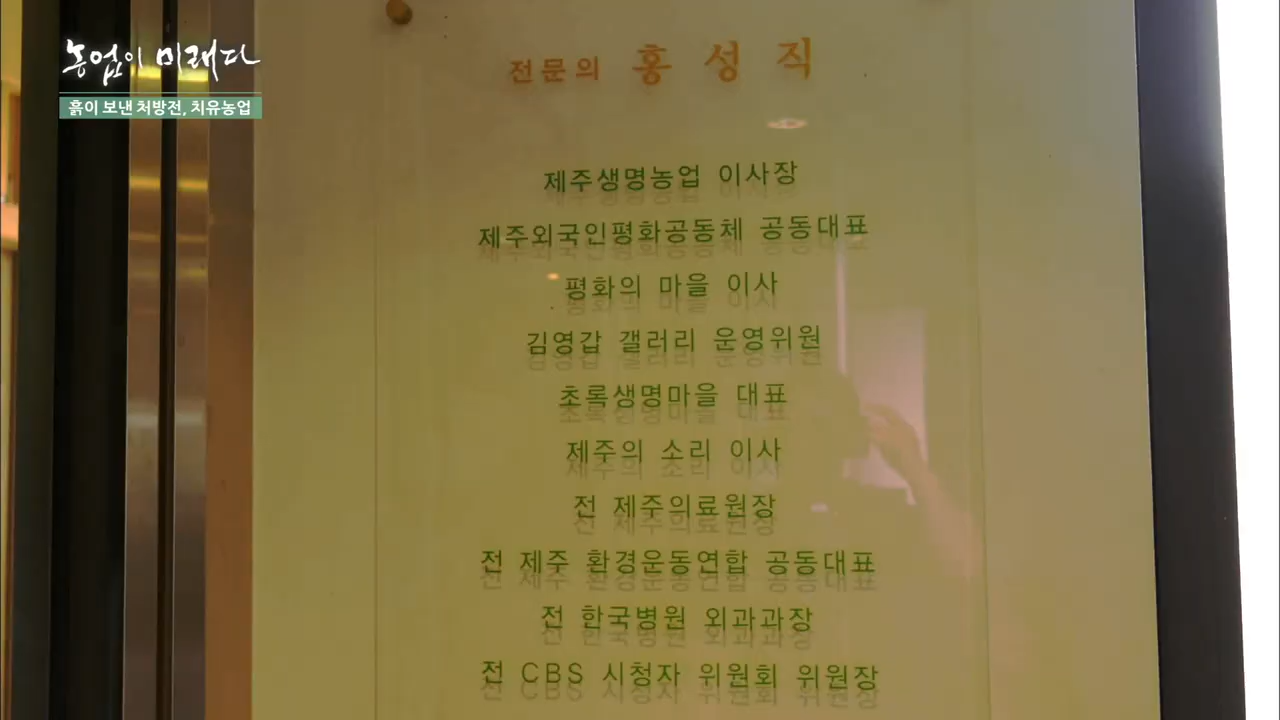 농업이 미래다
흙이 보낸 처방전, 치유농업
전문의 홍성직
제주생명농업 이사장
제주외국인평화공동체 공동대표
평화의 마을 이사
김영갑 갤러리 운영위원
초록생명마을 대표
제주의 소리 이사
전 제주의료원장
전 제주 환경운동연합 공동대표
전 한국병원 외과과장
전 CBS 시청자 위원회 위원장